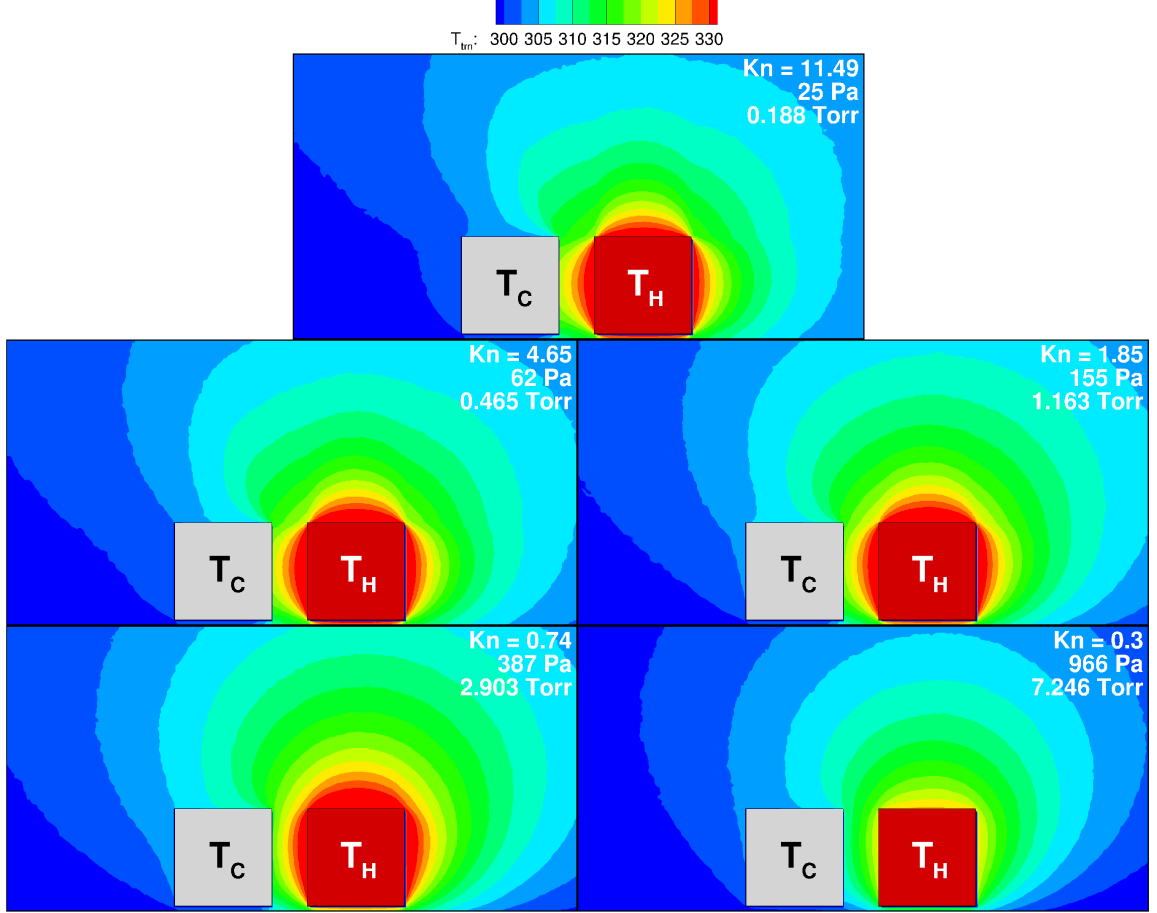 T_trn: 300 305 310 315 320 325 330
Kn = 11.49
25 Pa
0.188 Torr
T_C T_H
Kn = 4.65
62 Pa
0.465 Torr
T_C T_H
Kn = 1.85
155 Pa
1.163 Torr
T_C T_H
Kn = 0.74
387 Pa
2.903 Torr
T_C T_H
Kn = 0.3
966 Pa
7.246 Torr
T_C T_H